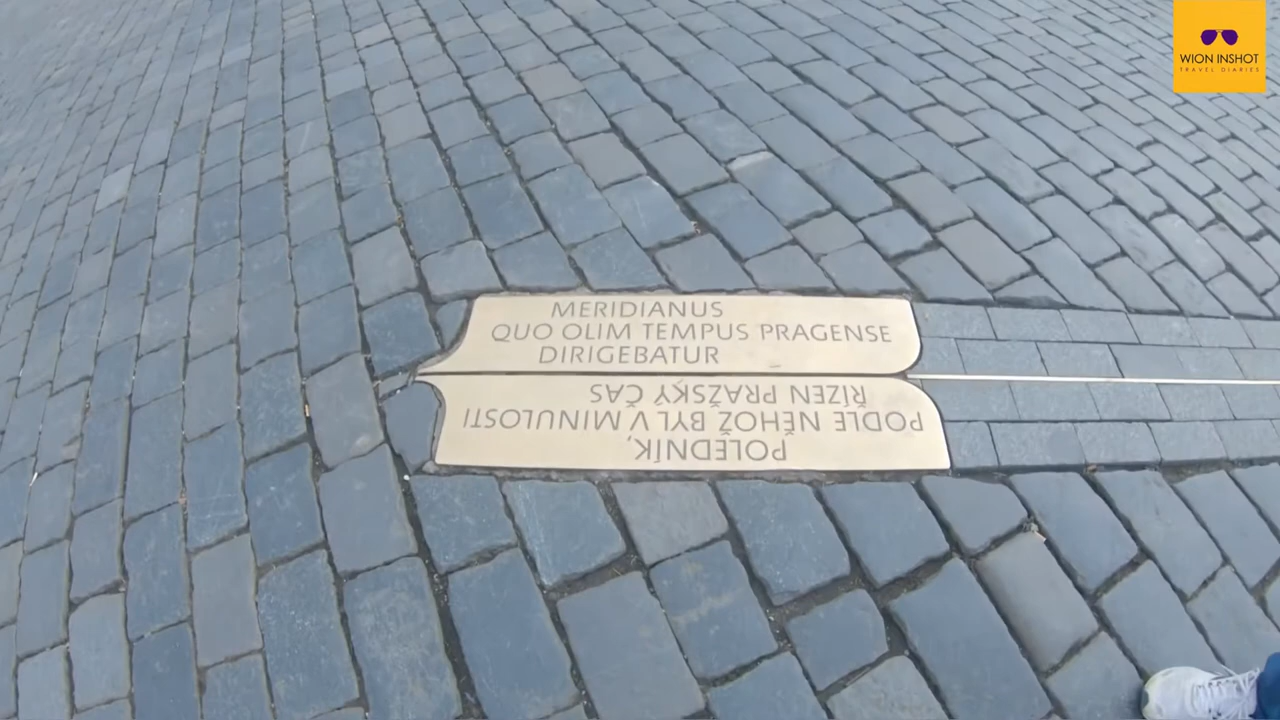 WION INSHOT
TRAVEL DIARIES
MERIDIANUS
QUO OLIM TEMPUS PRAGENSE
DIRIGEBATUR
POLEDNÍK,
PODLE NĚHOŽ BYL V MINULOSTI
ŘÍZEN PRAŽSKÝ ČAS